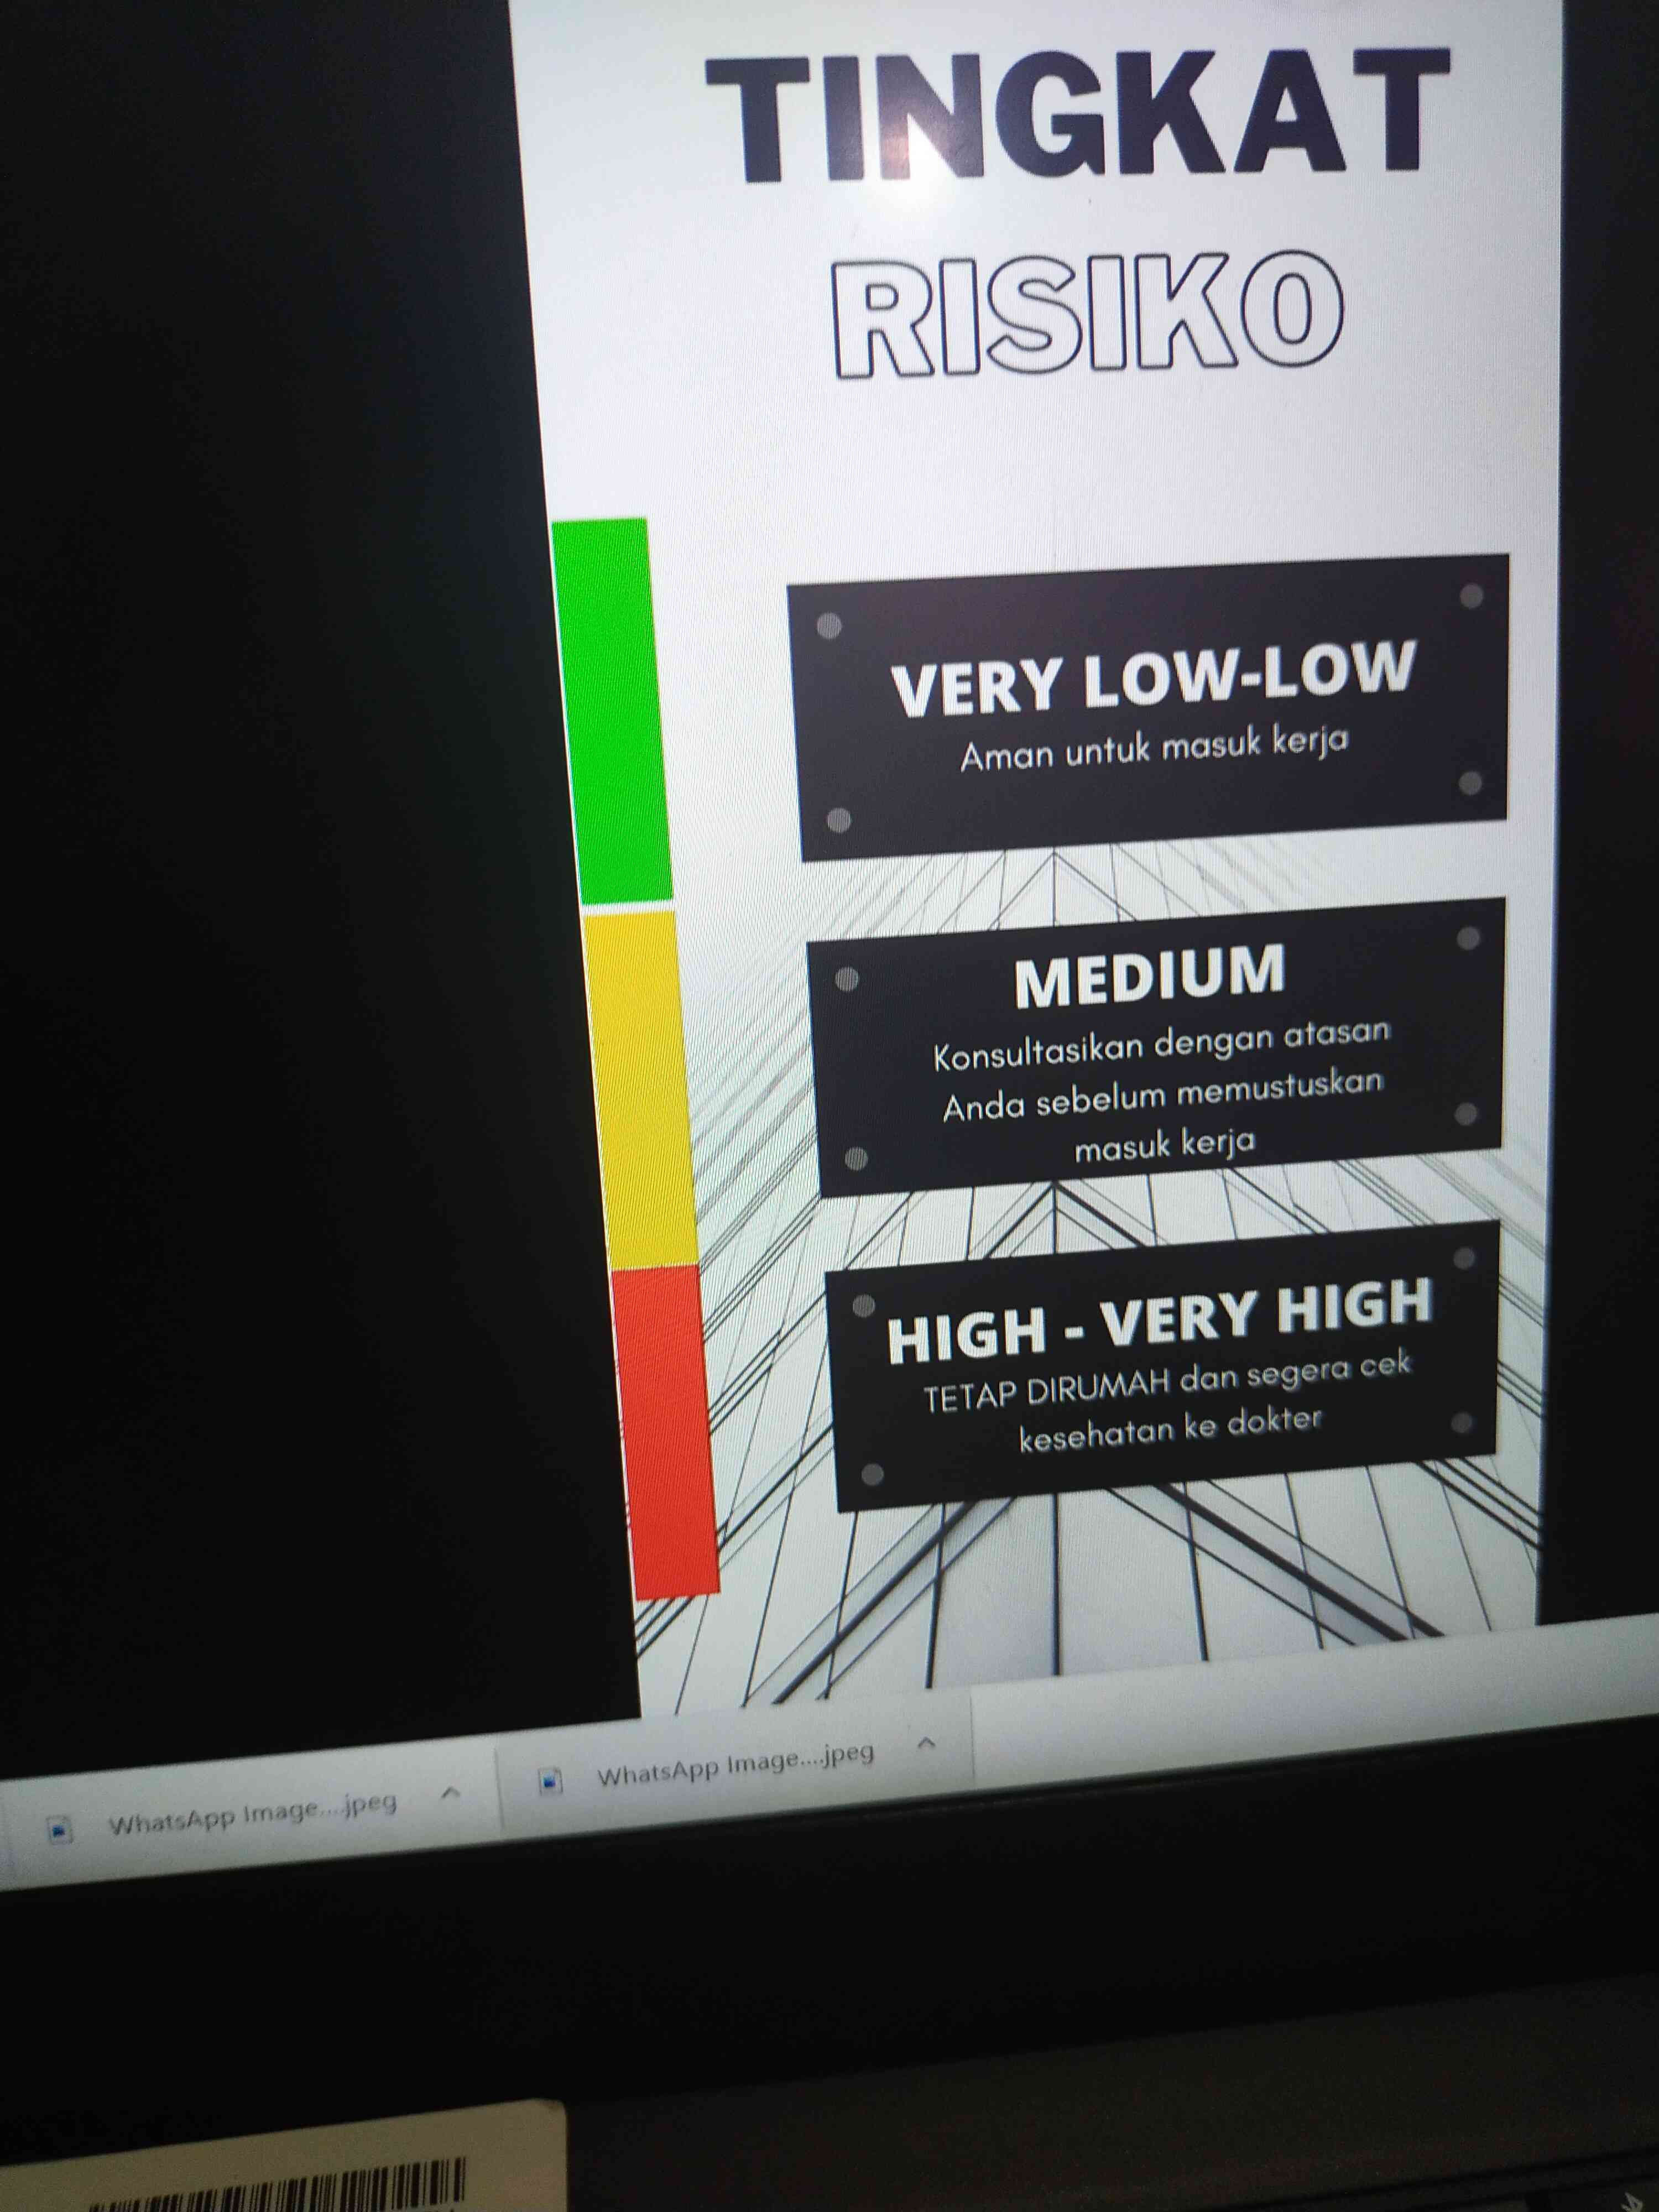 TINGKAT
RISIKO
VERY LOW-LOW
Aman untuk masuk kerja
MEDIUM
Konsultasikan dengan atasan
Anda sebelum memustuskan
masuk kerja
HIGH - VERY HIGH
TETAP DIRUMAH dan segera cek
kesehatan ke dokter
WhatsApp Image....jpeg
WhatsApp Image....jpeg